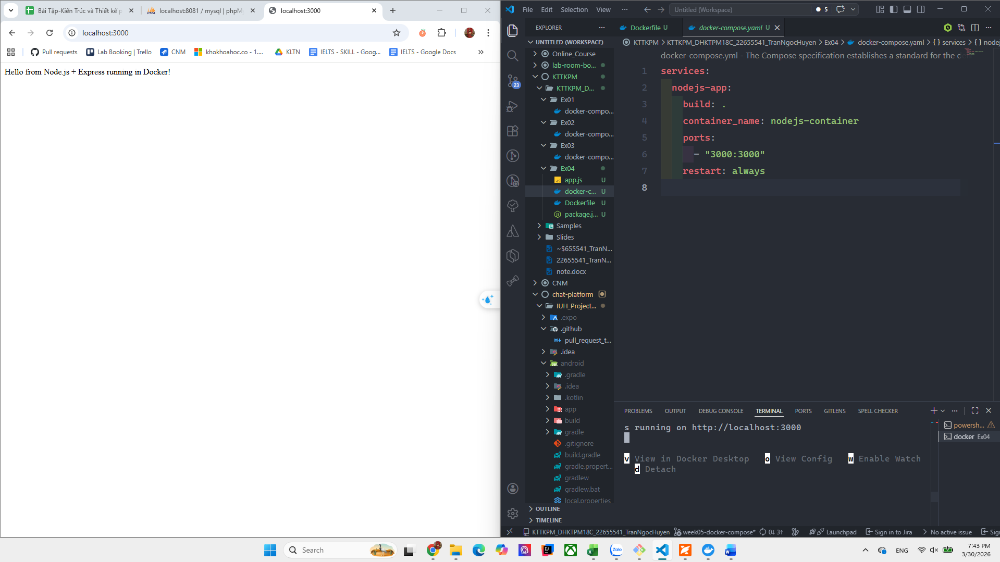 Bài Tập-Kiến Trúc và Thiết kế p
localhost:8081 / mysql | phpMy
localhost:3000
localhost:3000
Pull requests
Lab Booking | Trello
CNM
khokhoahoc.co - 1....
KLTN
IELTS - SKILL - Goog...
IELTS - Google Docs
Hello from Node.js + Express running in Docker!
File Edit Selection View ···
Untitled (Workspace)
5
EXPLORER ···
UNTITLED (WORKSPACE)
Online_Course
lab-room-bo...
KTTKPM
KTTKPM_D...
Ex01
docker-compo...
Ex02
docker-compo...
Ex03
docker-compo...
Ex04
app.js U
docker-c... U
Dockerfile U
package.j... U
Samples
Slides
~$655541_TranN...
22655541_TranN...
note.docx
CNM
chat-platform
IUH_Project...
.expo
.github
pull_request_t...
.idea
android
.gradle
.idea
.kotlin
app
build
gradle
.gitignore
build.gradle
gradle.propert...
gradlew
gradlew.bat
local.properties
OUTLINE
TIMELINE
23
Dockerfile U
docker-compose.yaml U
KTTKPM > KTTKPM_DHKTPM18C_22655541_TranNgocHuyen > Ex04 > docker-compose.yaml > { } services > { } nodej
docker-compose.yml - The Compose specification establishes a standard for the
1 services:
2 nodejs-app:
3 build: .
4 container_name: nodejs-container
5 ports:
6 - "3000:3000"
7 restart: always
8
PROBLEMS OUTPUT DEBUG CONSOLE TERMINAL PORTS GITLENS SPELL CHECKER
s running on http://localhost:3000
v View in Docker Desktop o View Config w Enable Watch
d Detach
powersh...
docker Ex04
KTTKPM_DHKTPM18C_22655541_TranNgocHuyen
week05-docker-compose*
0↓ 3↑
Launchpad
Sign in to Jira
No active issue
Sig
Search
ENG
7:43 PM
3/30/2026